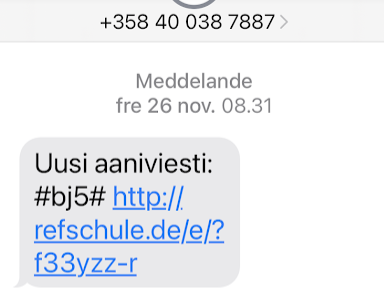 +358 40 038 7887
Meddelande
fre 26 nov. 08.31
Uusi aaniviesti:
#bj5# http://
refschule.de/e/?
f33yzz-r